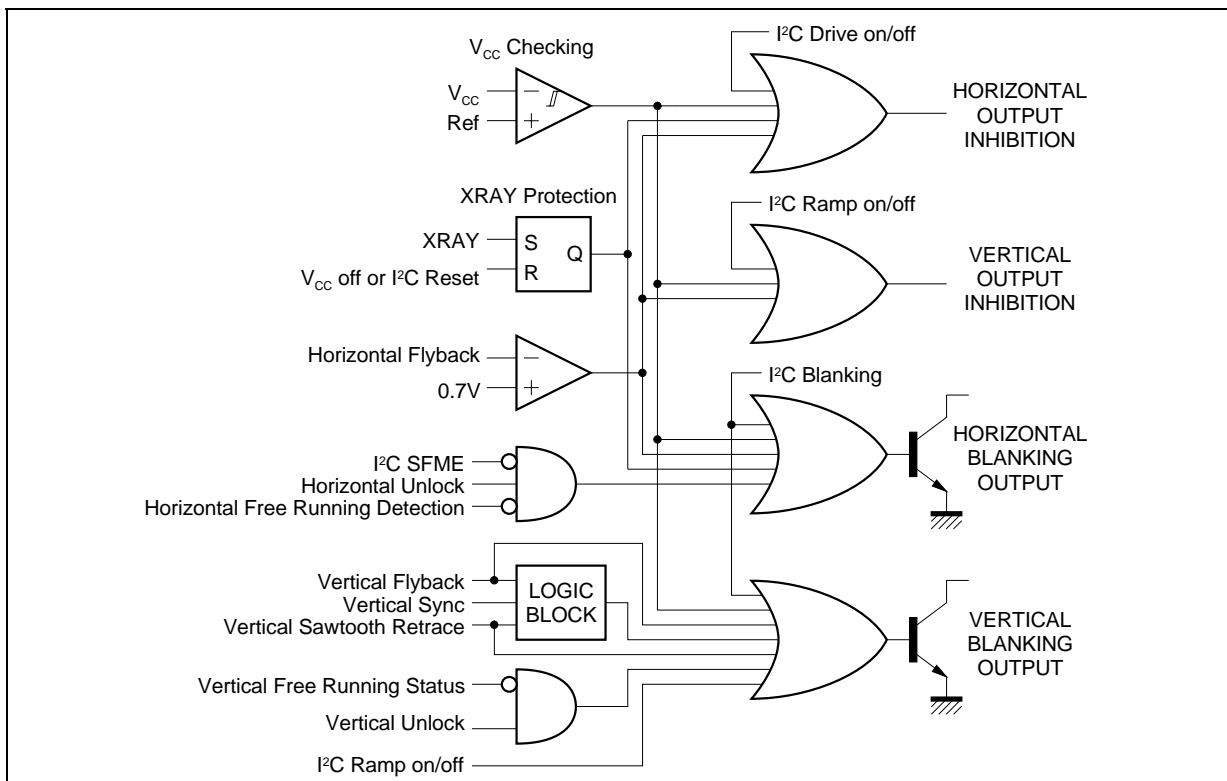 I²C Drive on/off
V_CC Checking
V_CC
−
Ref
+
HORIZONTAL
OUTPUT
INHIBITION
XRAY Protection
XRAY
S
Q
V_CC off or I²C Reset
R
I²C Ramp on/off
VERTICAL
OUTPUT
INHIBITION
Horizontal Flyback
−
0.7V
+
I²C Blanking
HORIZONTAL
BLANKING
OUTPUT
I²C SFME
Horizontal Unlock
Horizontal Free Running Detection
Vertical Flyback
Vertical Sync
Vertical Sawtooth Retrace
LOGIC
BLOCK
VERTICAL
BLANKING
OUTPUT
Vertical Free Running Status
Vertical Unlock
I²C Ramp on/off